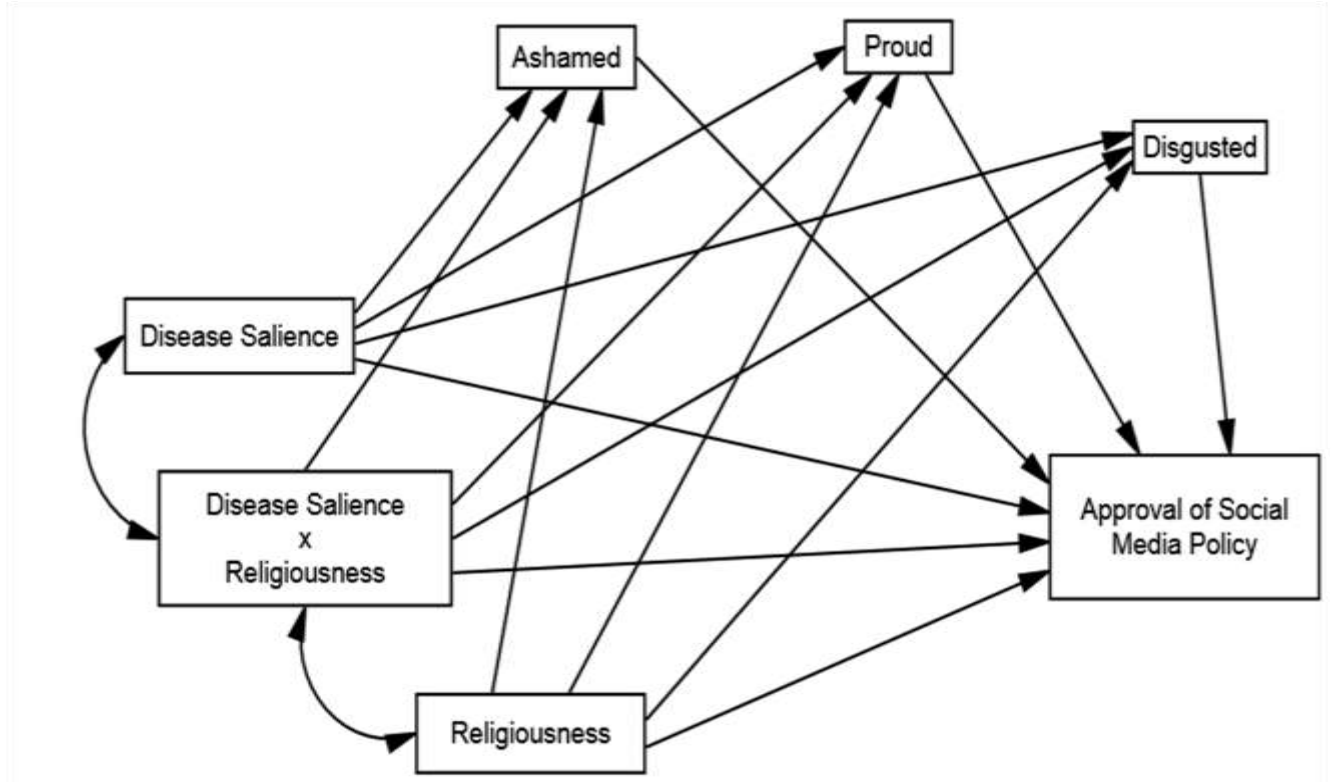 Ashamed
Proud
Disgusted
Disease Salience
Disease Salience
x
Religiousness
Approval of Social
Media Policy
Religiousness